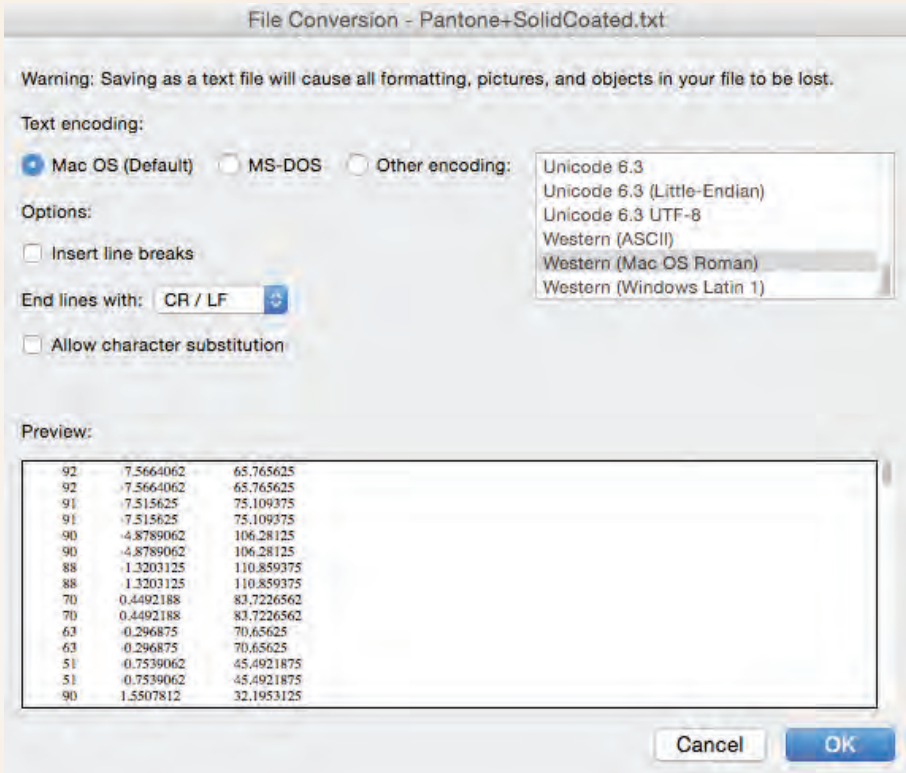 File Conversion - Pantone+SolidCoated.txt
Warning: Saving as a text file will cause all formatting, pictures, and objects in your file to be lost.
Text encoding:
Mac OS (Default) MS-DOS Other encoding:
Unicode 6.3
Unicode 6.3 (Little-Endian)
Unicode 6.3 UTF-8
Western (ASCII)
Western (Mac OS Roman)
Western (Windows Latin 1)
Options:
Insert line breaks
End lines with: CR / LF
Allow character substitution
Preview:
92 -7.5664062 65.765625
92 -7.5664062 65.765625
91 -7.515625 75.109375
91 -7.515625 75.109375
90 -4.8789062 106.28125
90 -4.8789062 106.28125
88 -1.3203125 110.859375
88 -1.3203125 110.859375
70 0.4492188 83.7226562
70 0.4492188 83.7226562
63 -0.296875 70.65625
63 -0.296875 70.65625
51 -0.7539062 45.4921875
51 -0.7539062 45.4921875
90 1.5507812 32.1953125
Cancel OK